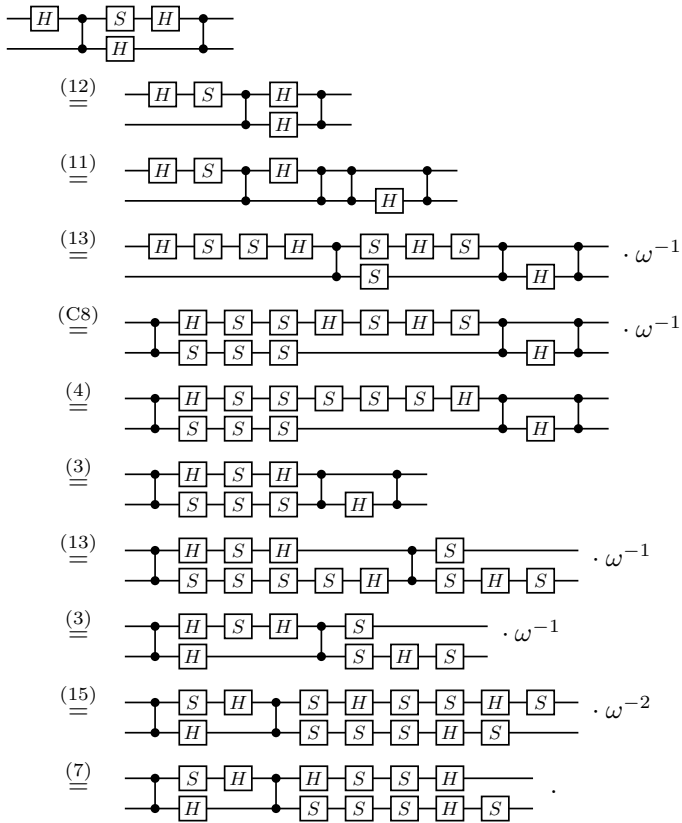 H S H
H
(12) = H S H
H
(11) = H S H
H
(13) = H S S H S H S · ω⁻¹
S H
(C8) = H S S H S H S · ω⁻¹
S S S H
(4) = H S S S S S H
S S S H
(3) = H S H
S S S H
(13) = H S H S · ω⁻¹
S S S S H S H S
(3) = H S H S · ω⁻¹
H S H S
(15) = S H S H S S H S · ω⁻²
H S S S H S
(7) = S H H S S H .
H S S S H S